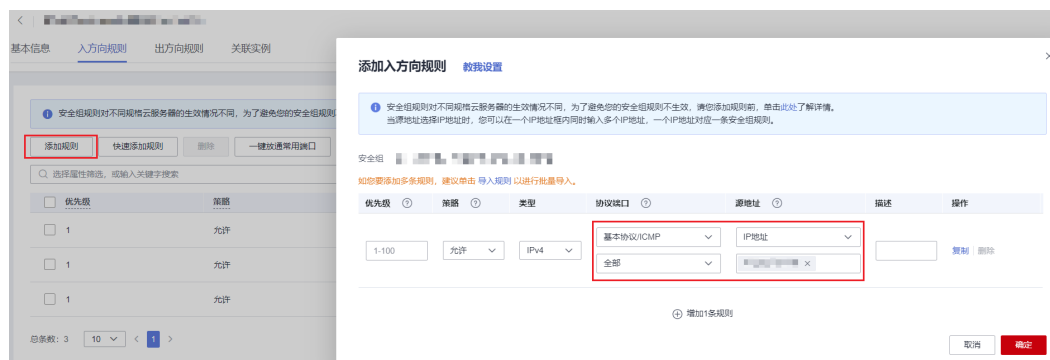 基本信息 入方向规则 出方向规则 关联实例
安全组规则对不同规格云服务器的生效情况不同，为了避免您的安全组规则
添加规则 快速添加规则 删除 一键放通常用端口
选择属性筛选，或输入关键字搜索
优先级 策略
1 允许
1 允许
1 允许
总条数：3 10 1
添加入方向规则 教我设置
安全组规则对不同规格云服务器的生效情况不同，为了避免您的安全组规则不生效，请您添加规则前，单击此处了解详情。
当源地址选择IP地址时，您可以在一个IP地址框内同时输入多个IP地址，一个IP地址对应一条安全组规则。
安全组
如您要添加多条规则，建议单击 导入规则 以进行批量导入。
优先级 策略 类型 协议端口 源地址 描述 操作
1-100 允许 IPv4 基本协议/ICMP IP地址 复制 删除
全部
增加1条规则
取消 确定